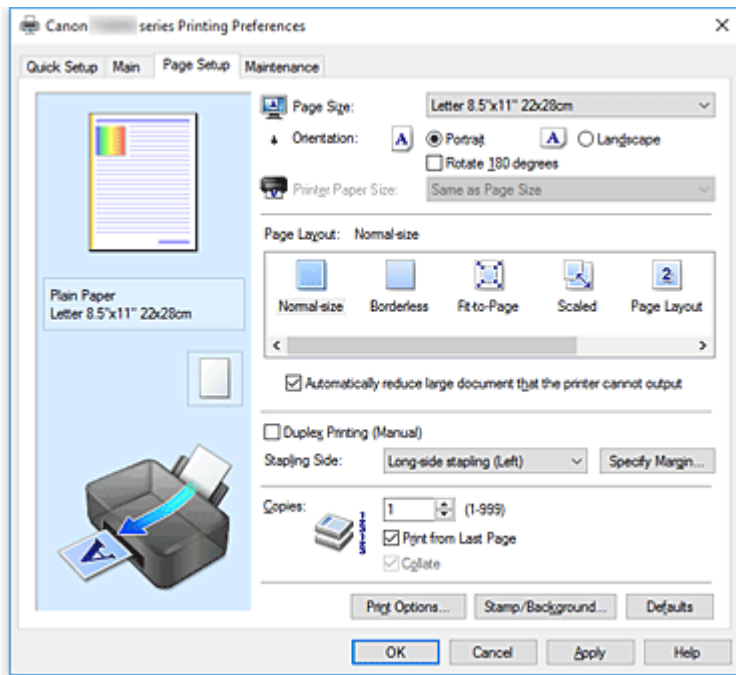 Canon series Printing Preferences
Quick Setup Main Page Setup Maintenance
Page Size: Letter 8.5"x11" 22x28cm
Orientation: A Portrait A Landscape
Rotate 180 degrees
Printer Paper Size: Same as Page Size
Page Layout: Normal-size
2
Normal-size Borderless Fit-to-Page Scaled Page Layout
Plain Paper
Letter 8.5"x11" 22x28cm
Automatically reduce large document that the printer cannot output
Duplex Printing (Manual)
Stapling Side: Long-side stapling (Left) Specify Margin...
Copies: 1 (1-999)
Print from Last Page
Collate
A
Print Options... Stamp/Background... Defaults
OK Cancel Apply Help